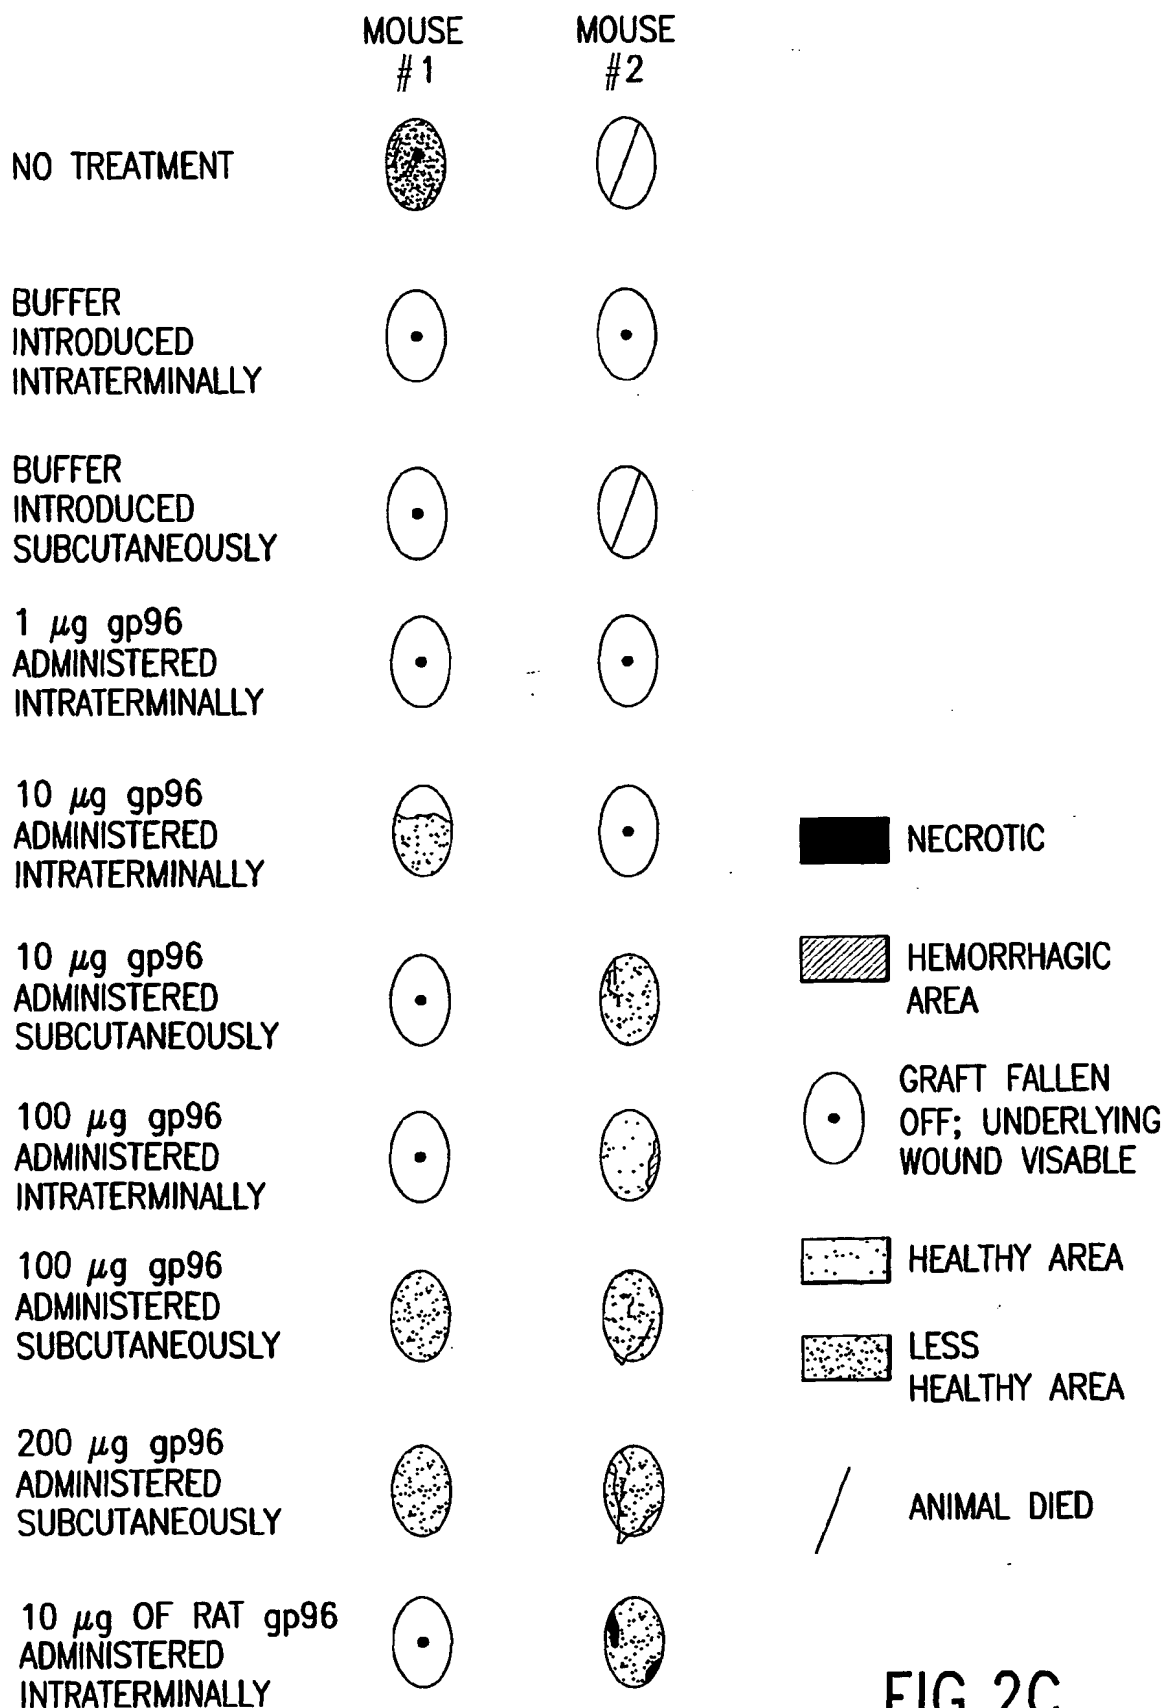 MOUSE
#1
MOUSE
#2
NO TREATMENT
BUFFER
INTRODUCED
INTRATERMINALLY
BUFFER
INTRODUCED
SUBCUTANEOUSLY
1 μg gp96
ADMINISTERED
INTRATERMINALLY
10 μg gp96
ADMINISTERED
INTRATERMINALLY
10 μg gp96
ADMINISTERED
SUBCUTANEOUSLY
100 μg gp96
ADMINISTERED
INTRATERMINALLY
100 μg gp96
ADMINISTERED
SUBCUTANEOUSLY
200 μg gp96
ADMINISTERED
SUBCUTANEOUSLY
10 μg OF RAT gp96
ADMINISTERED
INTRATERMINALLY
NECROTIC
HEMORRHAGIC
AREA
GRAFT FALLEN
OFF; UNDERLYING
WOUND VISABLE
HEALTHY AREA
LESS
HEALTHY AREA
ANIMAL DIED
FIG.2C